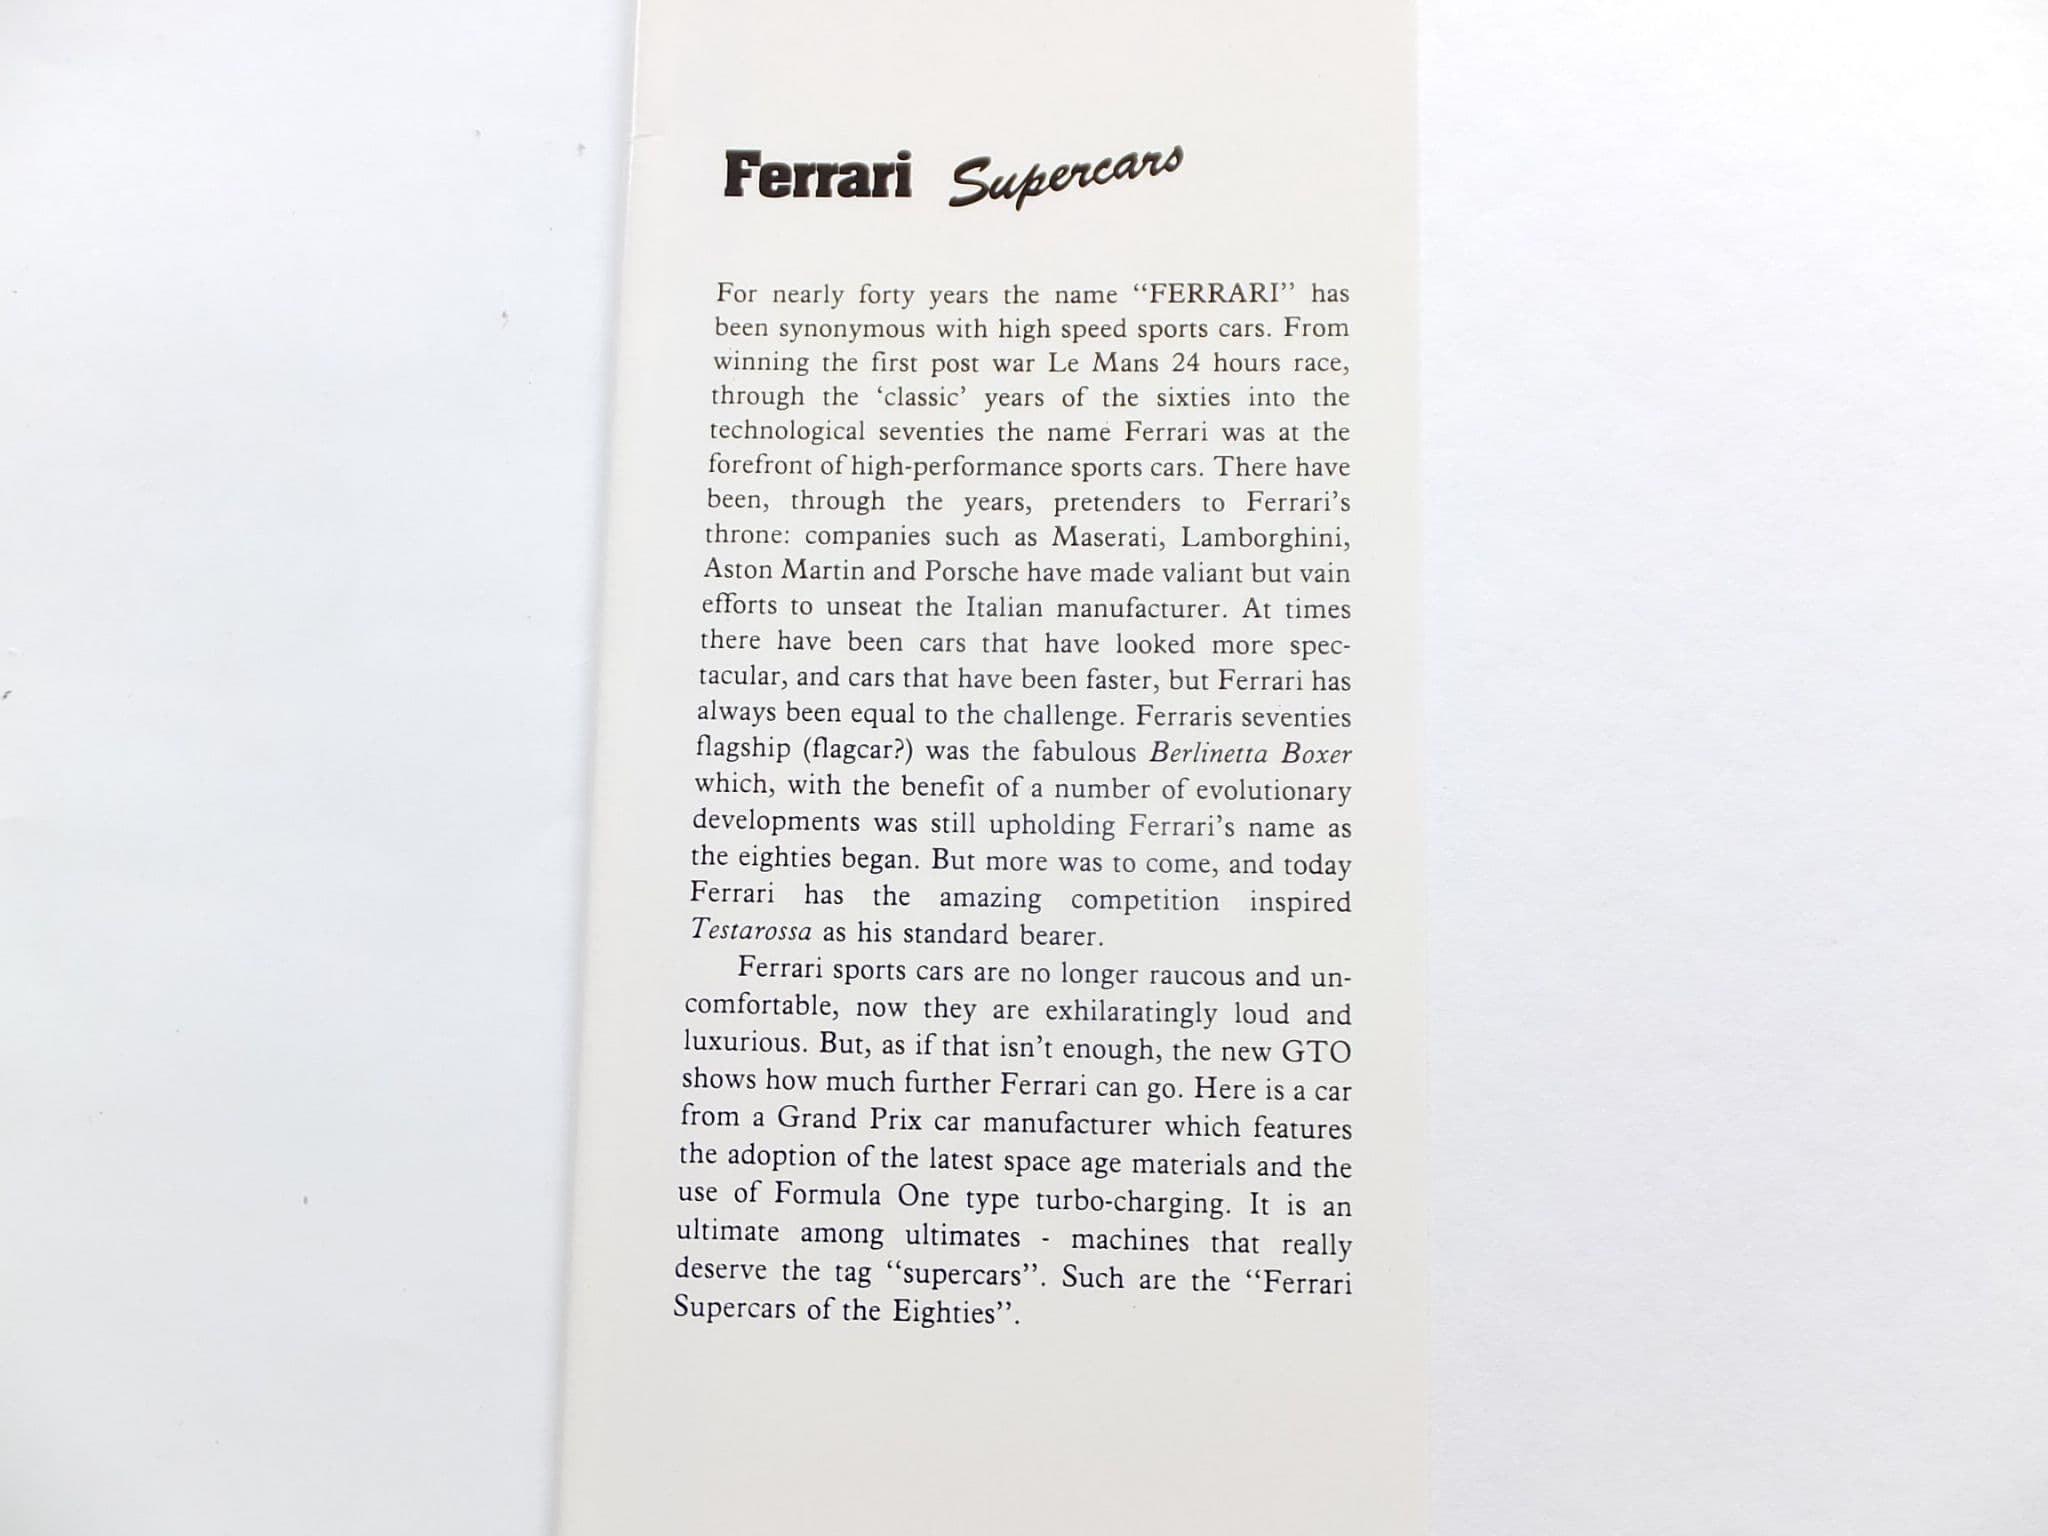 Ferrari Supercars
For nearly forty years the name “FERRARI” has
been synonymous with high speed sports cars. From
winning the first post war Le Mans 24 hours race,
through the ‘classic’ years of the sixties into the
technological seventies the name Ferrari was at the
forefront of high-performance sports cars. There have
been, through the years, pretenders to Ferrari’s
throne: companies such as Maserati, Lamborghini,
Aston Martin and Porsche have made valiant but vain
efforts to unseat the Italian manufacturer. At times
there have been cars that have looked more spec-
tacular, and cars that have been faster, but Ferrari has
always been equal to the challenge. Ferraris seventies
flagship (flagcar?) was the fabulous Berlinetta Boxer
which, with the benefit of a number of evolutionary
developments was still upholding Ferrari’s name as
the eighties began. But more was to come, and today
Ferrari has the amazing competition inspired
Testarossa as his standard bearer.
Ferrari sports cars are no longer raucous and un-
comfortable, now they are exhilaratingly loud and
luxurious. But, as if that isn’t enough, the new GTO
shows how much further Ferrari can go. Here is a car
from a Grand Prix car manufacturer which features
the adoption of the latest space age materials and the
use of Formula One type turbo-charging. It is an
ultimate among ultimates - machines that really
deserve the tag “supercars”. Such are the “Ferrari
Supercars of the Eighties”.